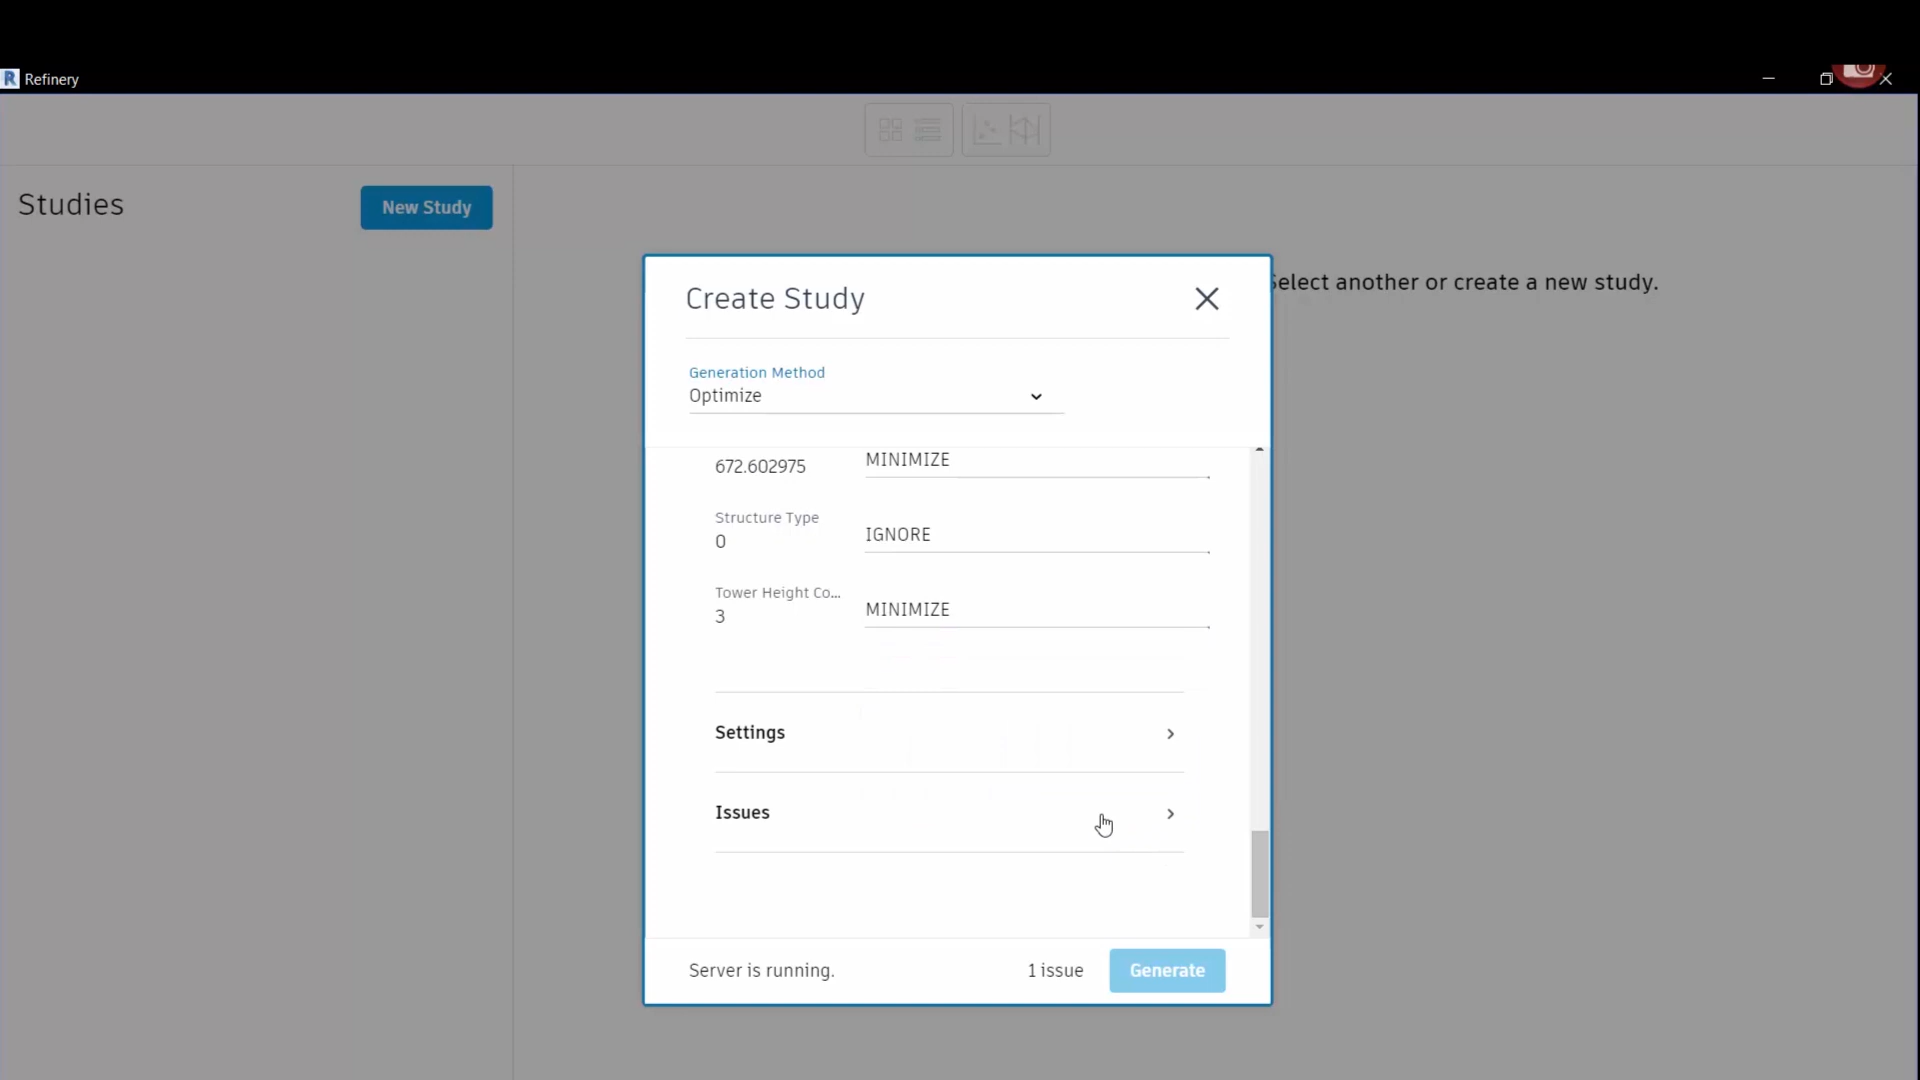 Refinery
Studies
New Study
Select another or create a new study.
Create Study
Generation Method
Optimize
672.602975
MINIMIZE
Structure Type
0
IGNORE
Tower Height Co...
3
MINIMIZE
Settings
Issues
Server is running.
1 issue
Generate